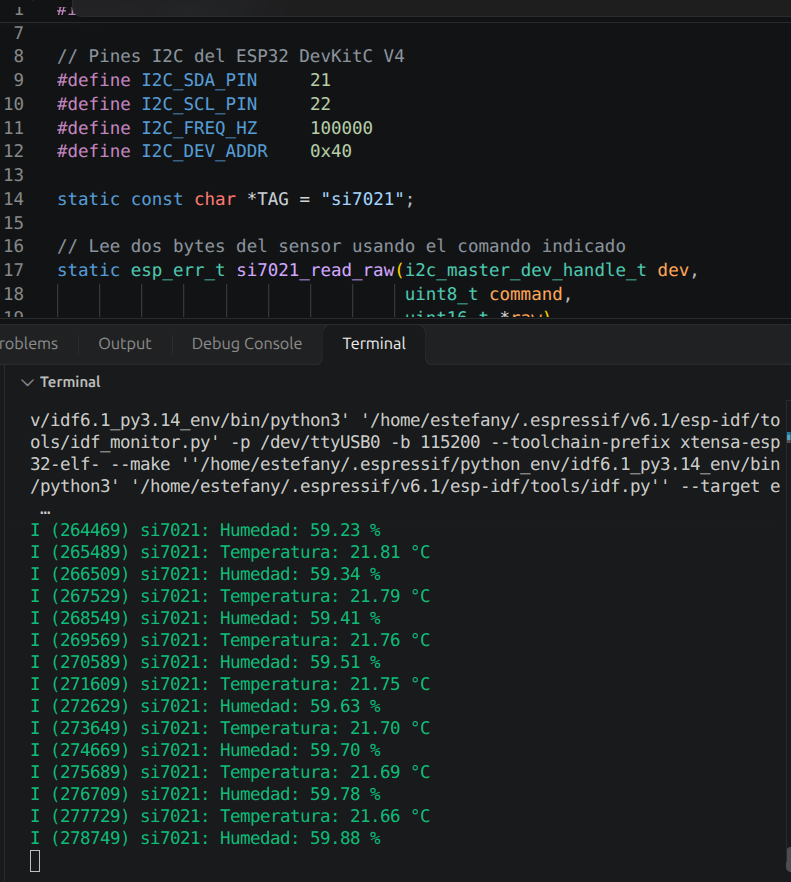 1 #i
7
8 // Pines I2C del ESP32 DevKitC V4
9 #define I2C_SDA_PIN     21
10 #define I2C_SCL_PIN     22
11 #define I2C_FREQ_HZ     100000
12 #define I2C_DEV_ADDR    0x40
13
14 static const char *TAG = "si7021";
15
16 // Lee dos bytes del sensor usando el comando indicado
17 static esp_err_t si7021_read_raw(i2c_master_dev_handle_t dev,
18                                  uint8_t command,
19                                  uint16_t *raw)
roblems Output Debug Console Terminal
Terminal
v/idf6.1_py3.14_env/bin/python3' '/home/estefany/.espressif/v6.1/esp-idf/to
ols/idf_monitor.py' -p /dev/ttyUSB0 -b 115200 --toolchain-prefix xtensa-esp
32-elf- --make ''/home/estefany/.espressif/python_env/idf6.1_py3.14_env/bin
/python3' '/home/estefany/.espressif/v6.1/esp-idf/tools/idf.py'' --target e
…
I (264469) si7021: Humedad: 59.23 %
I (265489) si7021: Temperatura: 21.81 °C
I (266509) si7021: Humedad: 59.34 %
I (267529) si7021: Temperatura: 21.79 °C
I (268549) si7021: Humedad: 59.41 %
I (269569) si7021: Temperatura: 21.76 °C
I (270589) si7021: Humedad: 59.51 %
I (271609) si7021: Temperatura: 21.75 °C
I (272629) si7021: Humedad: 59.63 %
I (273649) si7021: Temperatura: 21.70 °C
I (274669) si7021: Humedad: 59.70 %
I (275689) si7021: Temperatura: 21.69 °C
I (276709) si7021: Humedad: 59.78 %
I (277729) si7021: Temperatura: 21.66 °C
I (278749) si7021: Humedad: 59.88 %